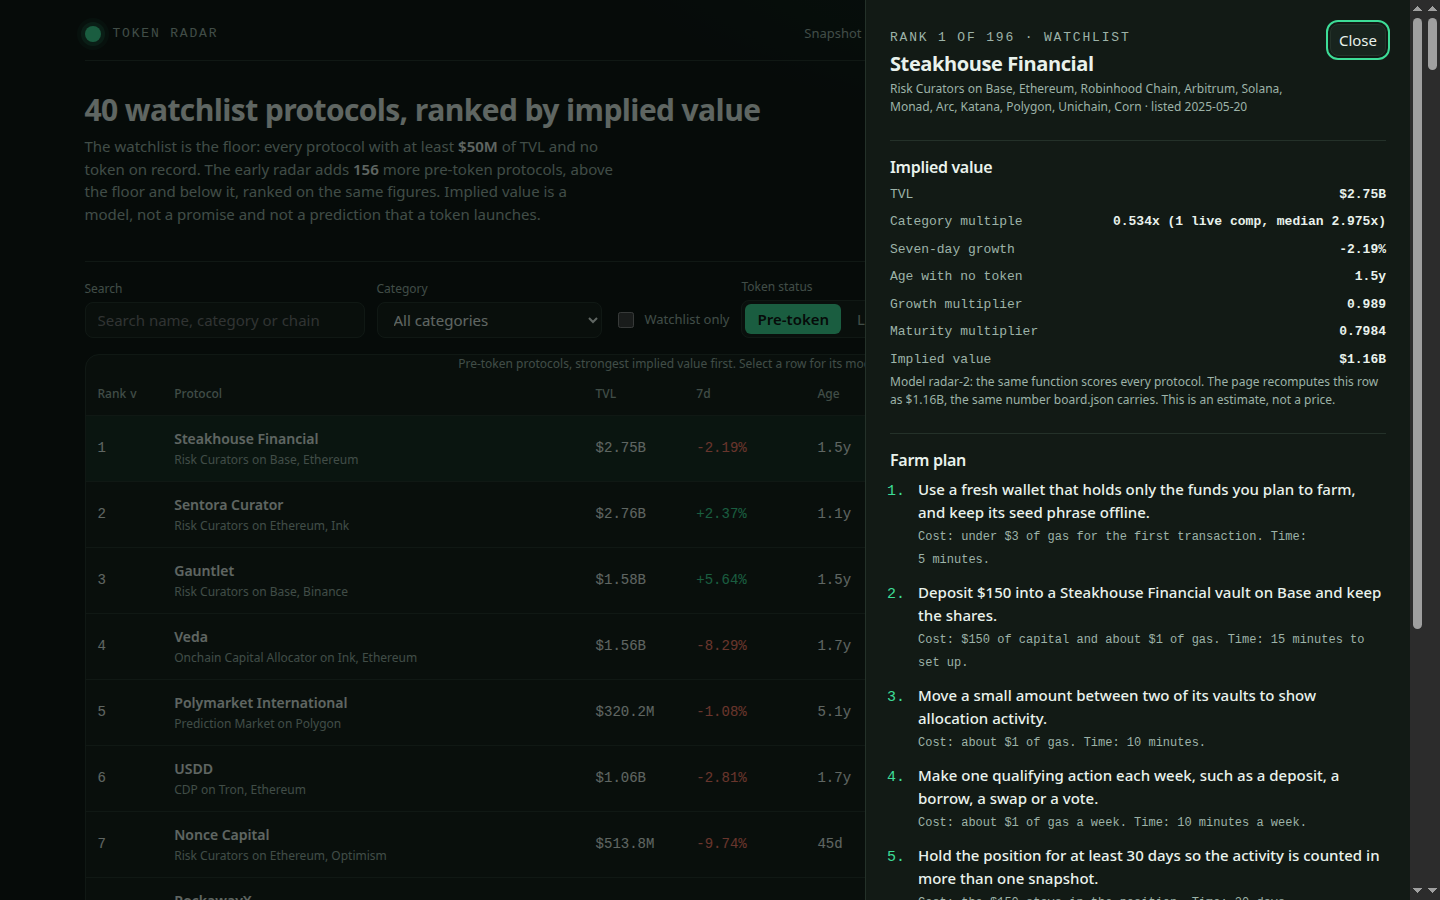 TOKEN RADAR
Snapshot
40 watchlist protocols, ranked by implied value
The watchlist is the floor: every protocol with at least $50M of TVL and no
token on record. The early radar adds 156 more pre-token protocols, above
the floor and below it, ranked on the same figures. Implied value is a
model, not a promise and not a prediction that a token launches.
Search
Category
Token status
Search name, category or chain
All categories
Watchlist only
Pre-token
L
Pre-token protocols, strongest implied value first. Select a row for its mo
Rank v Protocol TVL 7d Age
1 Steakhouse Financial $2.75B -2.19% 1.5y
Risk Curators on Base, Ethereum
2 Sentora Curator $2.76B +2.37% 1.1y
Risk Curators on Ethereum, Ink
3 Gauntlet $1.58B +5.64% 1.5y
Risk Curators on Base, Binance
4 Veda $1.56B -8.29% 1.7y
Onchain Capital Allocator on Ink, Ethereum
5 Polymarket International $320.2M -1.08% 5.1y
Prediction Market on Polygon
6 USDD $1.06B -2.81% 1.7y
CDP on Tron, Ethereum
7 Nonce Capital $513.8M -9.74% 45d
Risk Curators on Ethereum, Optimism
RANK 1 OF 196 · WATCHLIST
Close
Steakhouse Financial
Risk Curators on Base, Ethereum, Robinhood Chain, Arbitrum, Solana,
Monad, Arc, Katana, Polygon, Unichain, Corn · listed 2025-05-20
Implied value
TVL $2.75B
Category multiple 0.534x (1 live comp, median 2.975x)
Seven-day growth -2.19%
Age with no token 1.5y
Growth multiplier 0.989
Maturity multiplier 0.7984
Implied value $1.16B
Model radar-2: the same function scores every protocol. The page recomputes this row
as $1.16B, the same number board.json carries. This is an estimate, not a price.
Farm plan
1. Use a fresh wallet that holds only the funds you plan to farm,
and keep its seed phrase offline.
Cost: under $3 of gas for the first transaction. Time:
5 minutes.
2. Deposit $150 into a Steakhouse Financial vault on Base and keep
the shares.
Cost: $150 of capital and about $1 of gas. Time: 15 minutes to
set up.
3. Move a small amount between two of its vaults to show
allocation activity.
Cost: about $1 of gas. Time: 10 minutes.
4. Make one qualifying action each week, such as a deposit, a
borrow, a swap or a vote.
Cost: about $1 of gas a week. Time: 10 minutes a week.
5. Hold the position for at least 30 days so the activity is counted in
more than one snapshot.